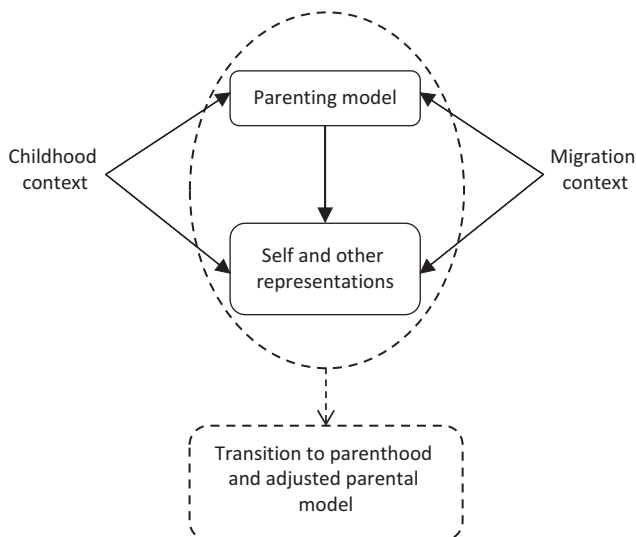 Parenting model
Childhood
context
Migration
context
Self and other
representations
Transition to parenthood
and adjusted parental
model